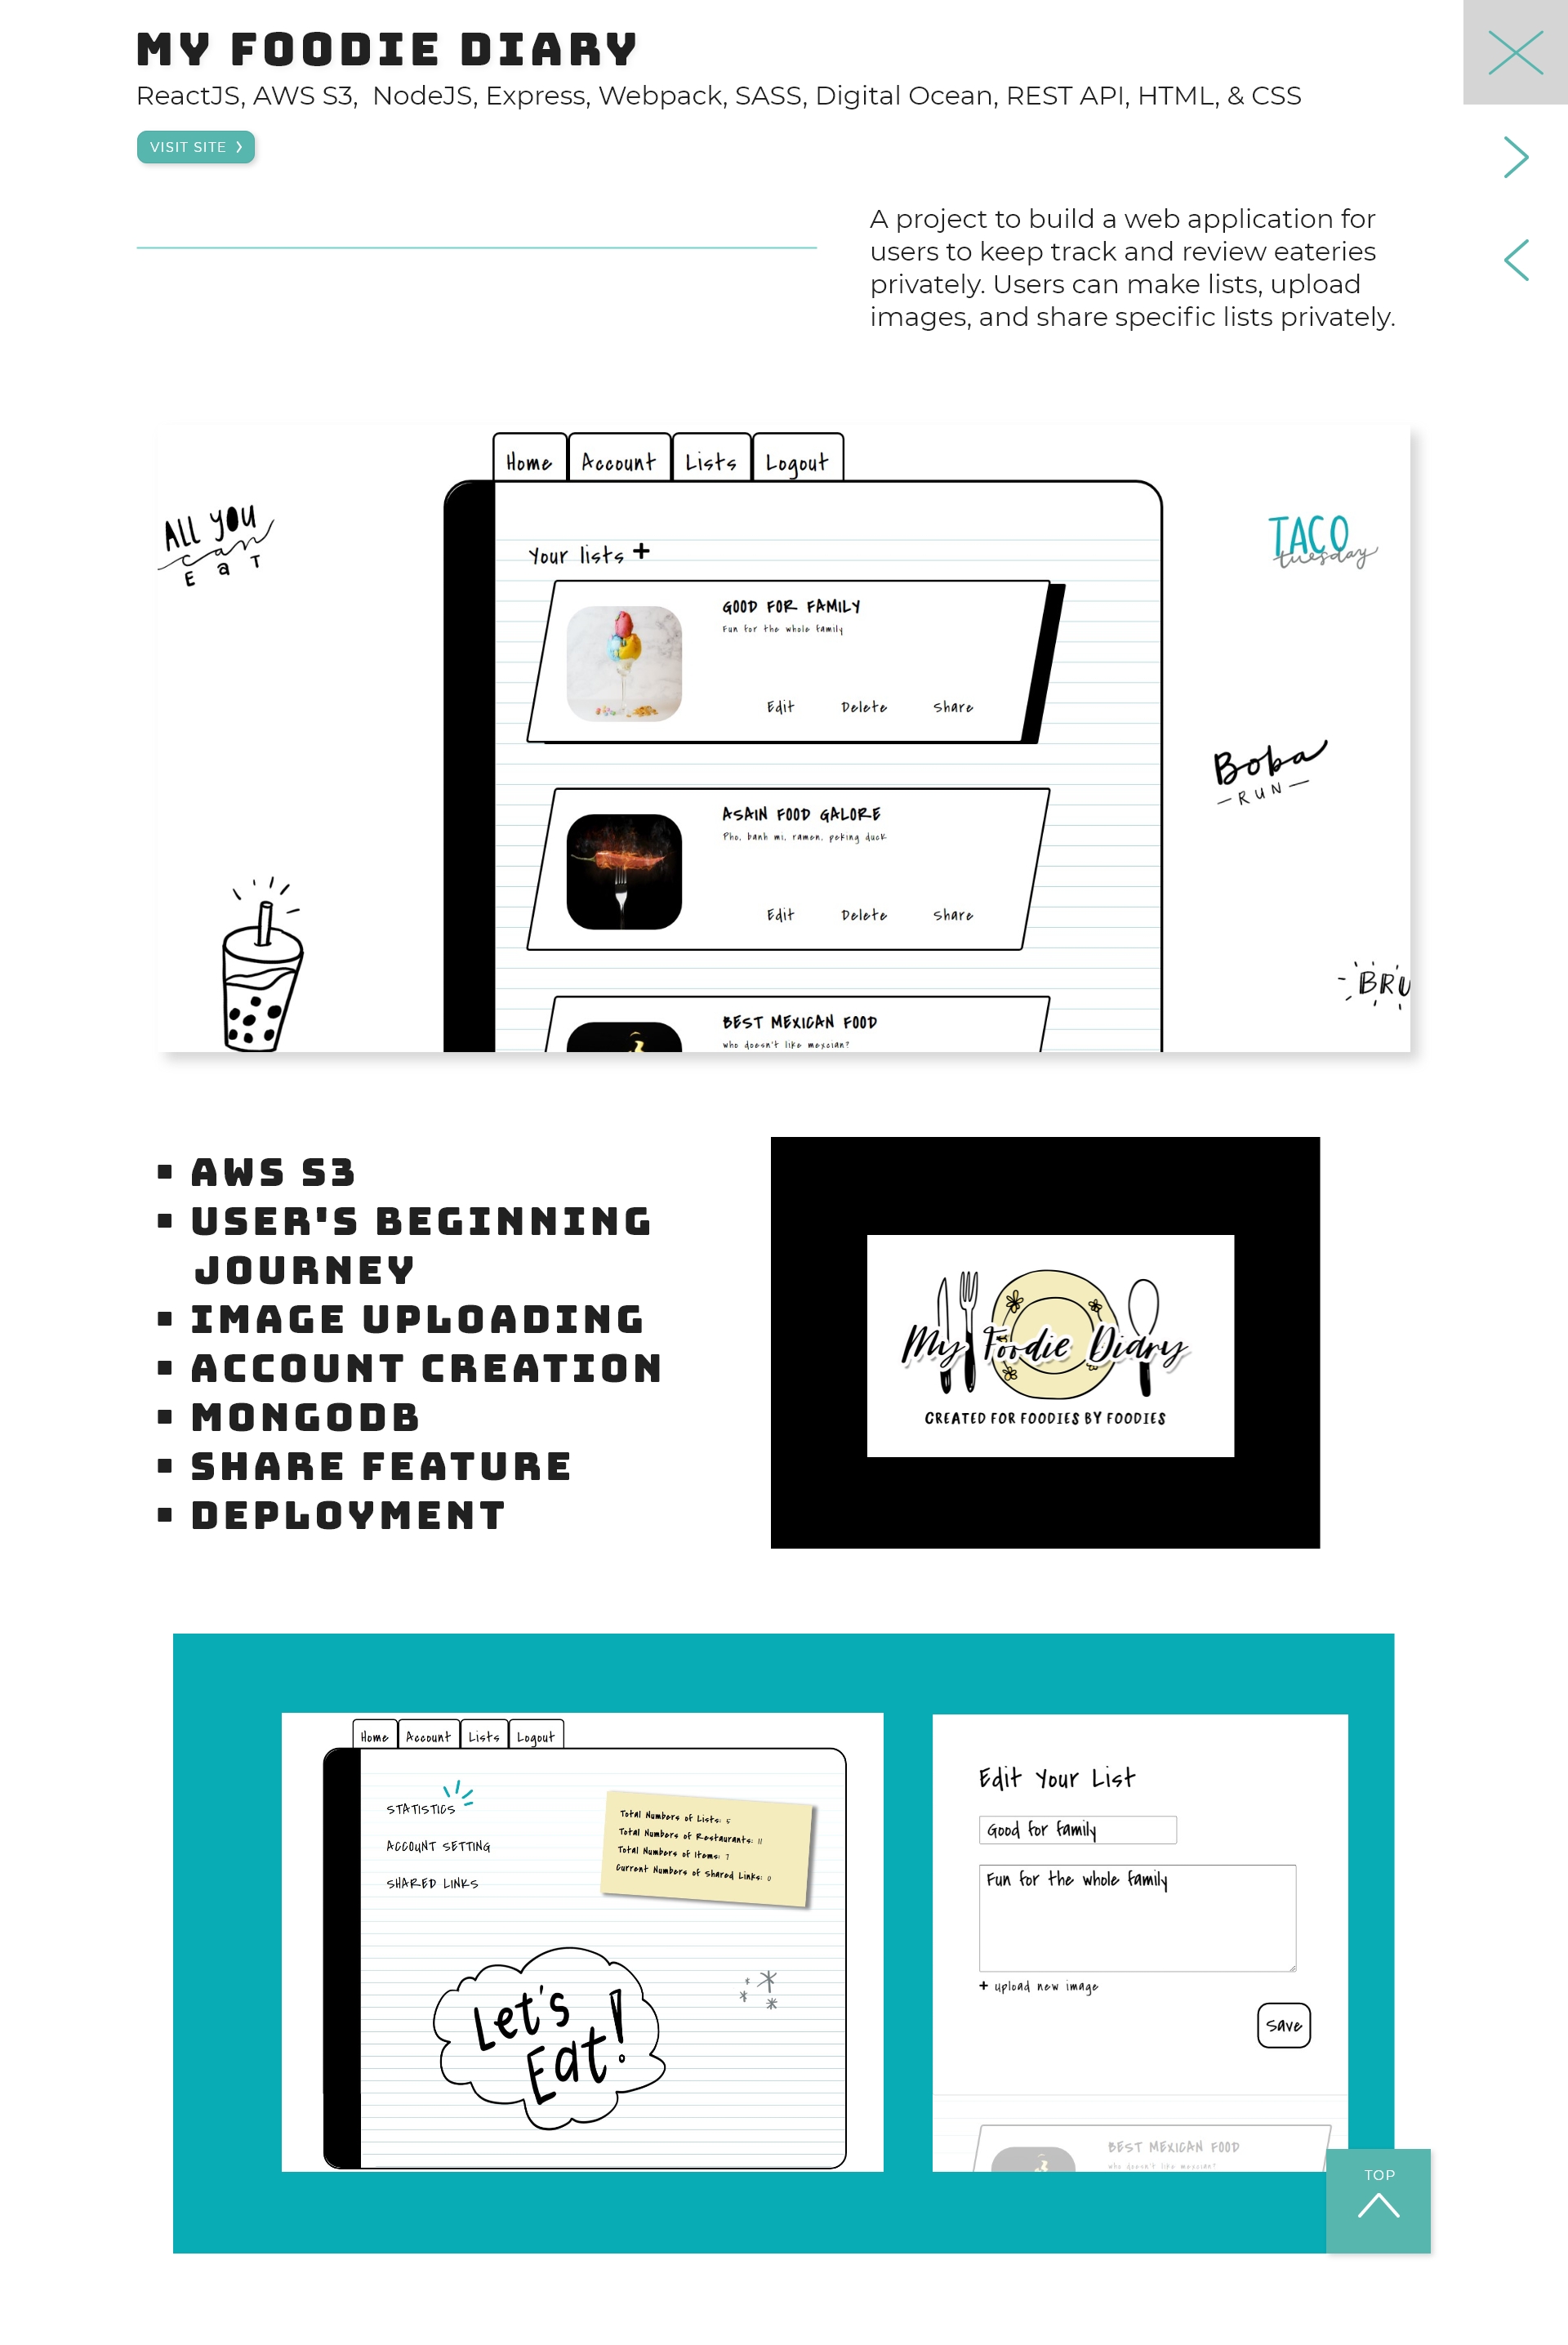 MY FOODIE DIARY
ReactJS, AWS S3, NodeJS, Express, Webpack, SASS, Digital Ocean, REST API, HTML, & CSS
VISIT SITE
A project to build a web application for
users to keep track and review eateries
privately. Users can make lists, upload
images, and share specific lists privately.
Home Account Lists Logout
ALL YOU
can
Eat
TACO
tuesday
Your lists +
GOOD FOR FAMILY
Fun for the whole family
Edit Delete Share
Boba
- RUN -
ASAIN FOOD GALORE
Pho, banh mi, ramen, peking duck
Edit Delete Share
BRU
BEST MEXICAN FOOD
who doesn't like mexcian?
▪ AWS S3
▪ USER'S BEGINNING
JOURNEY
▪ IMAGE UPLOADING
▪ ACCOUNT CREATION
▪ MONGODB
▪ SHARE FEATURE
▪ DEPLOYMENT
My Foodie Diary
CREATED FOR FOODIES BY FOODIES
Home Account Lists Logout
STATISTICS
ACCOUNT SETTING
SHARED LINKS
Total Numbers of Lists: 5
Total Numbers of Restaurants: 11
Total Numbers of Items: 7
Current Numbers of Shared Links: 0
Let's
Eat!
Edit Your List
Good for family
Fun for the whole family
+ Upload new image
Save
BEST MEXICAN FOOD
who doesn't like mexcian?
TOP